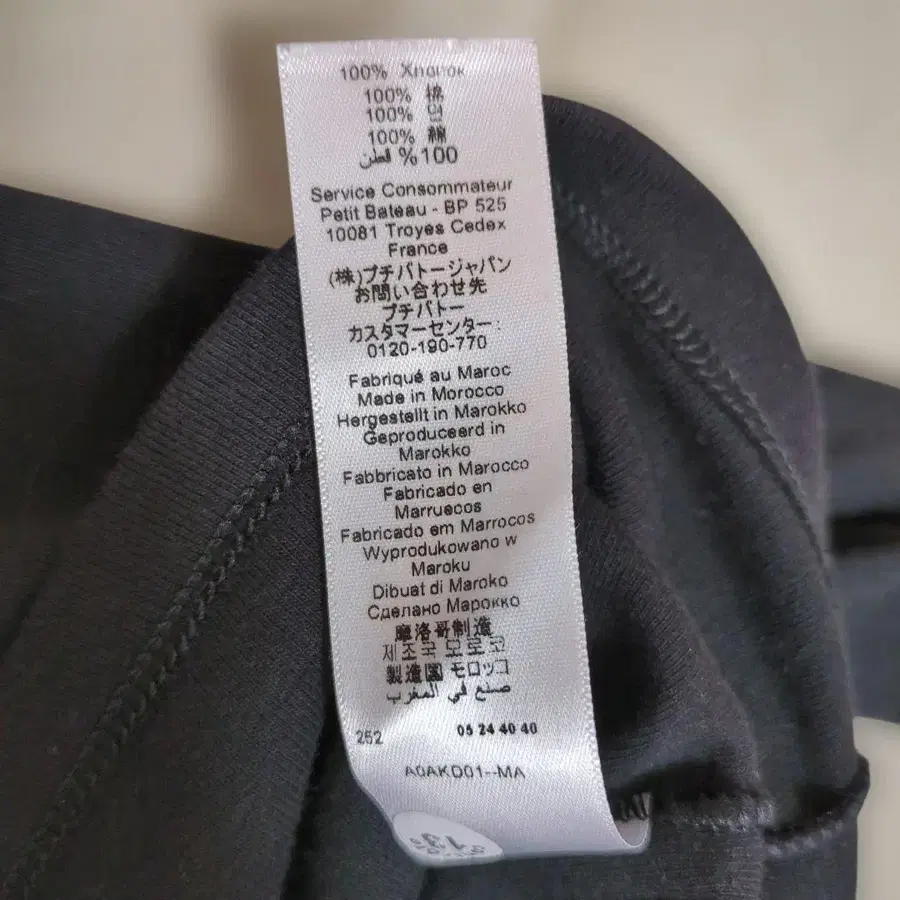 100% Хлопок
100% 棉
100% 면
100% 綿
100% القطن
Service Consommateur
Petit Bateau - BP 525
10081 Troyes Cedex
France
(株)プチバトージャパン
お問い合わせ先
プチバトー
カスタマーセンター:
0120-190-770
Fabriqué au Maroc
Made in Morocco
Hergestellt in Marokko
Geproduceerd in
Marokko
Fabbricato in Marocco
Fabricado en
Marruecos
Fabricado em Marrocos
Wyprodukowano w
Maroku
Dibuat di Maroko
Сделано Марокко
摩洛哥制造
제조국 모로코
製造國 モロッコ
صنع في المغرب
252 05 24 40 40
A0AKD01--MA